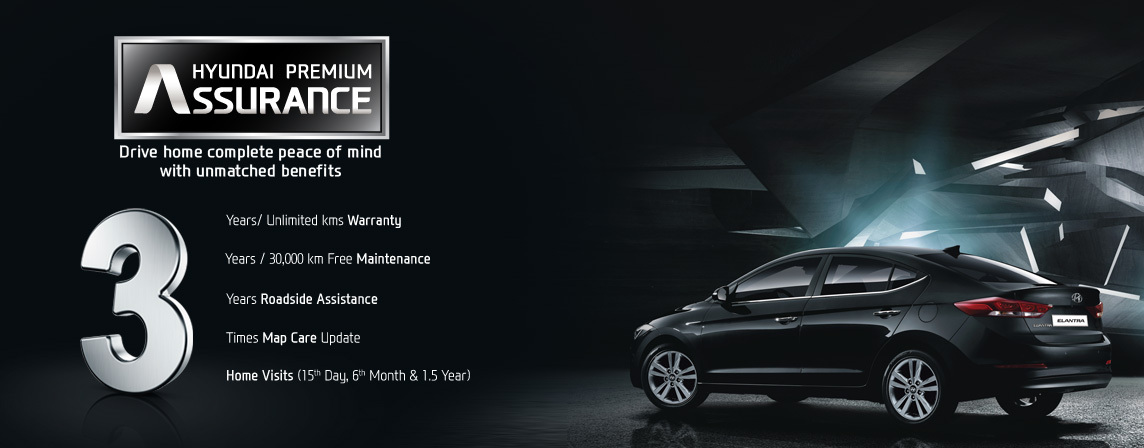 HYUNDAI PREMIUM
ASSURANCE
Drive home complete peace of mind
with unmatched benefits
3
Years/ Unlimited kms Warranty
Years / 30,000 km Free Maintenance
Years Roadside Assistance
Times Map Care Update
Home Visits (15th Day, 6th Month & 1.5 Year)
ELANTRA